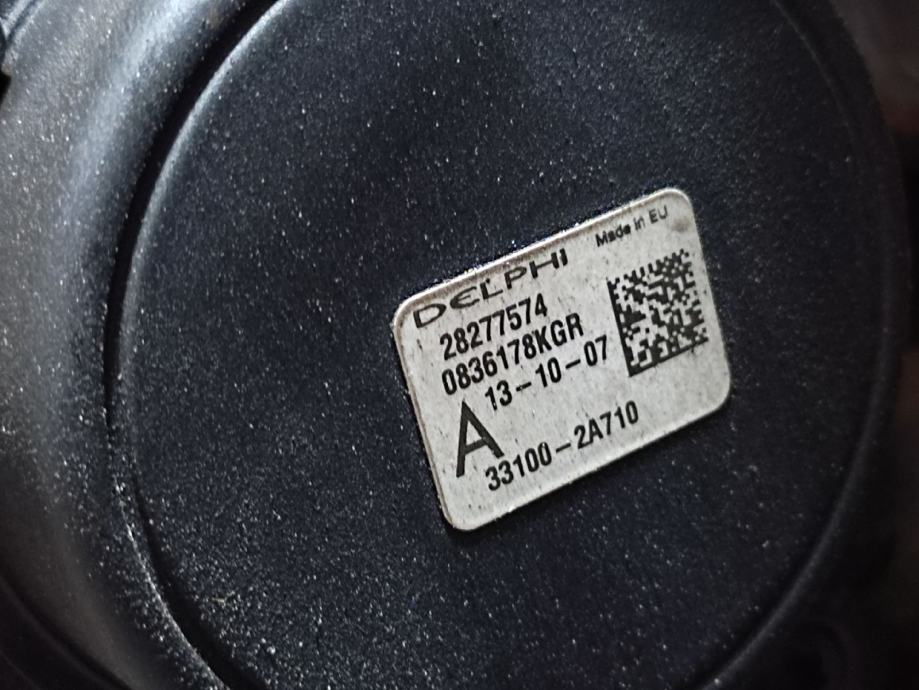 DELPHI Made in EU
28277574
0836178KGR
13-10-07
A
33100-2A710